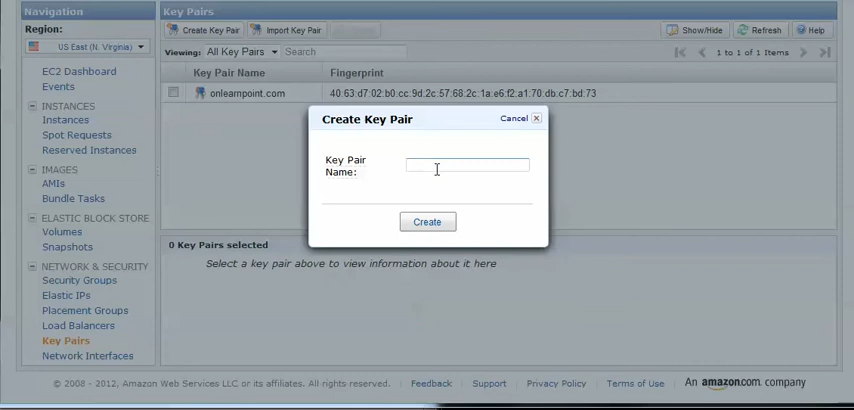 Navigation
Region:
US East (N. Virginia)
EC2 Dashboard
Events
INSTANCES
Instances
Spot Requests
Reserved Instances
IMAGES
AMIs
Bundle Tasks
ELASTIC BLOCK STORE
Volumes
Snapshots
NETWORK & SECURITY
Security Groups
Elastic IPs
Placement Groups
Load Balancers
Key Pairs
Network Interfaces
Key Pairs
Create Key Pair Import Key Pair
Show/Hide Refresh Help
Viewing: All Key Pairs Search 1 to 1 of 1 Items
Key Pair Name Fingerprint
onlearnpoint.com 40:63:d7:02:b0:cc:9d:2c:57:68:2c:1a:e6:f2:a1:70:db:c7:bd:73
Create Key Pair Cancel
Key Pair
Name:
Create
0 Key Pairs selected
Select a key pair above to view information about it here
© 2008 - 2012, Amazon Web Services LLC or its affiliates. All rights reserved. Feedback Support Privacy Policy Terms of Use An amazon.com. company